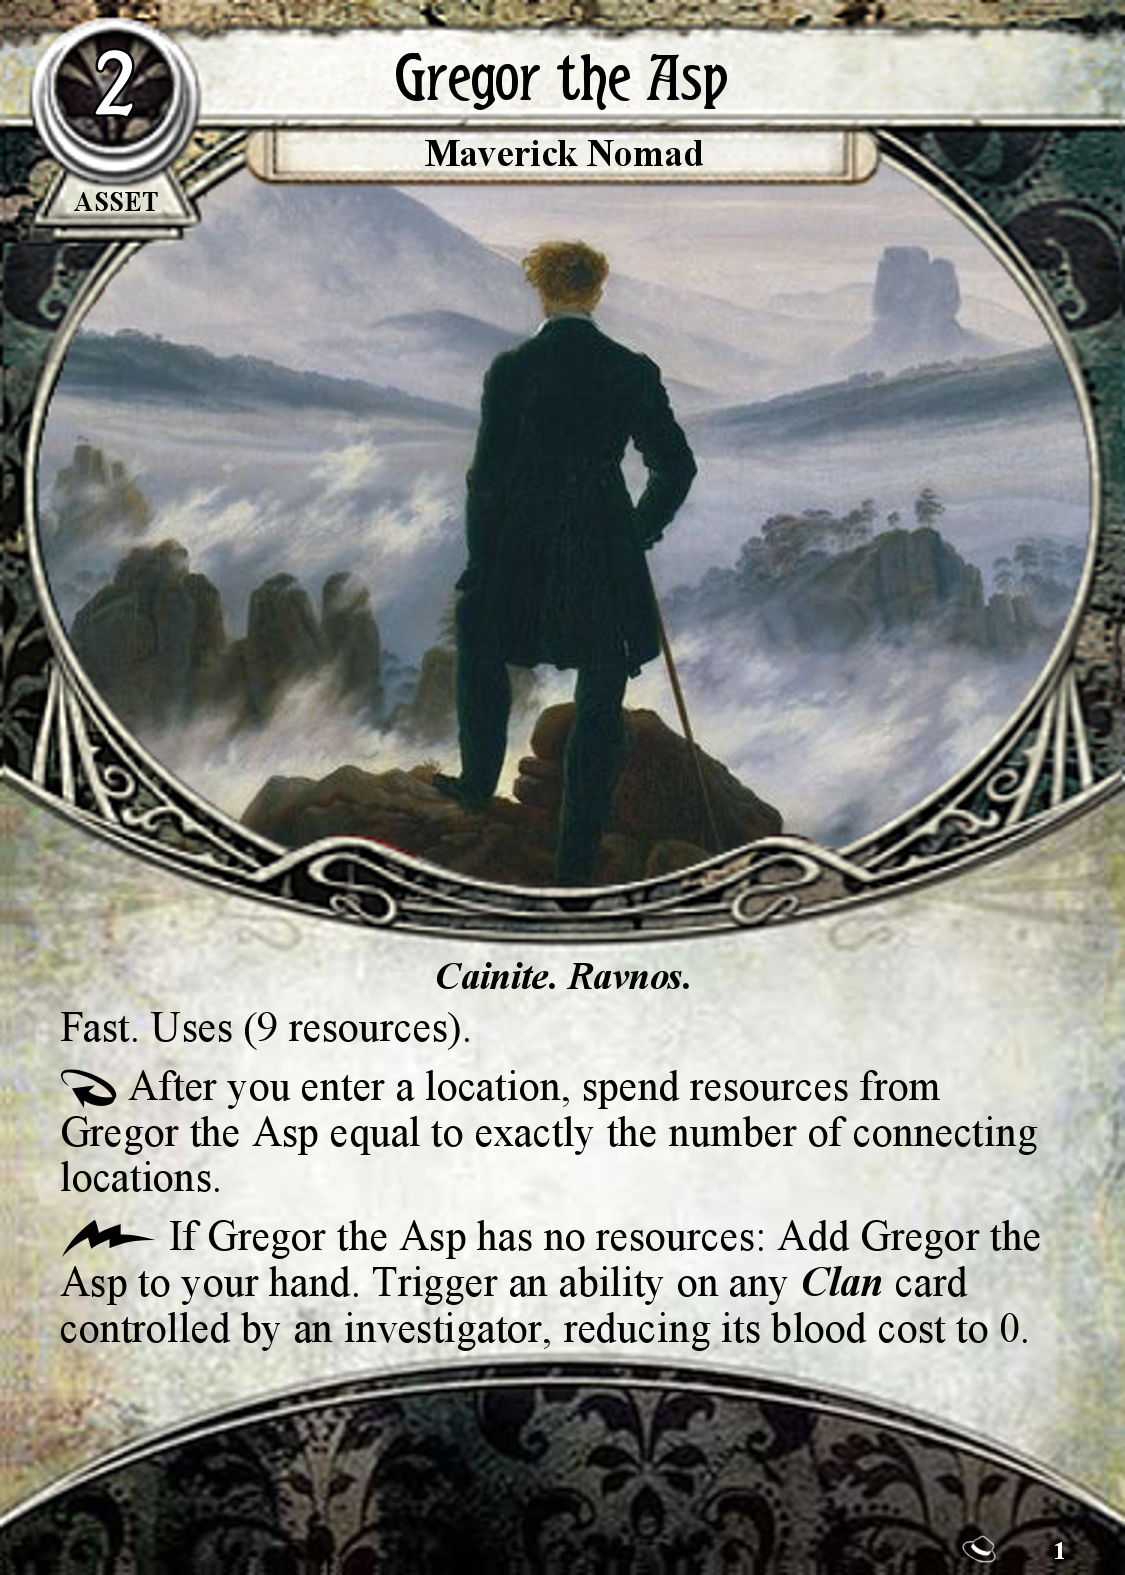 2
Gregor the Asp
Maverick Nomad
ASSET
Cainite. Ravnos.
Fast. Uses (9 resources).
After you enter a location, spend resources from
Gregor the Asp equal to exactly the number of connecting
locations.
If Gregor the Asp has no resources: Add Gregor the
Asp to your hand. Trigger an ability on any Clan card
controlled by an investigator, reducing its blood cost to 0.
1